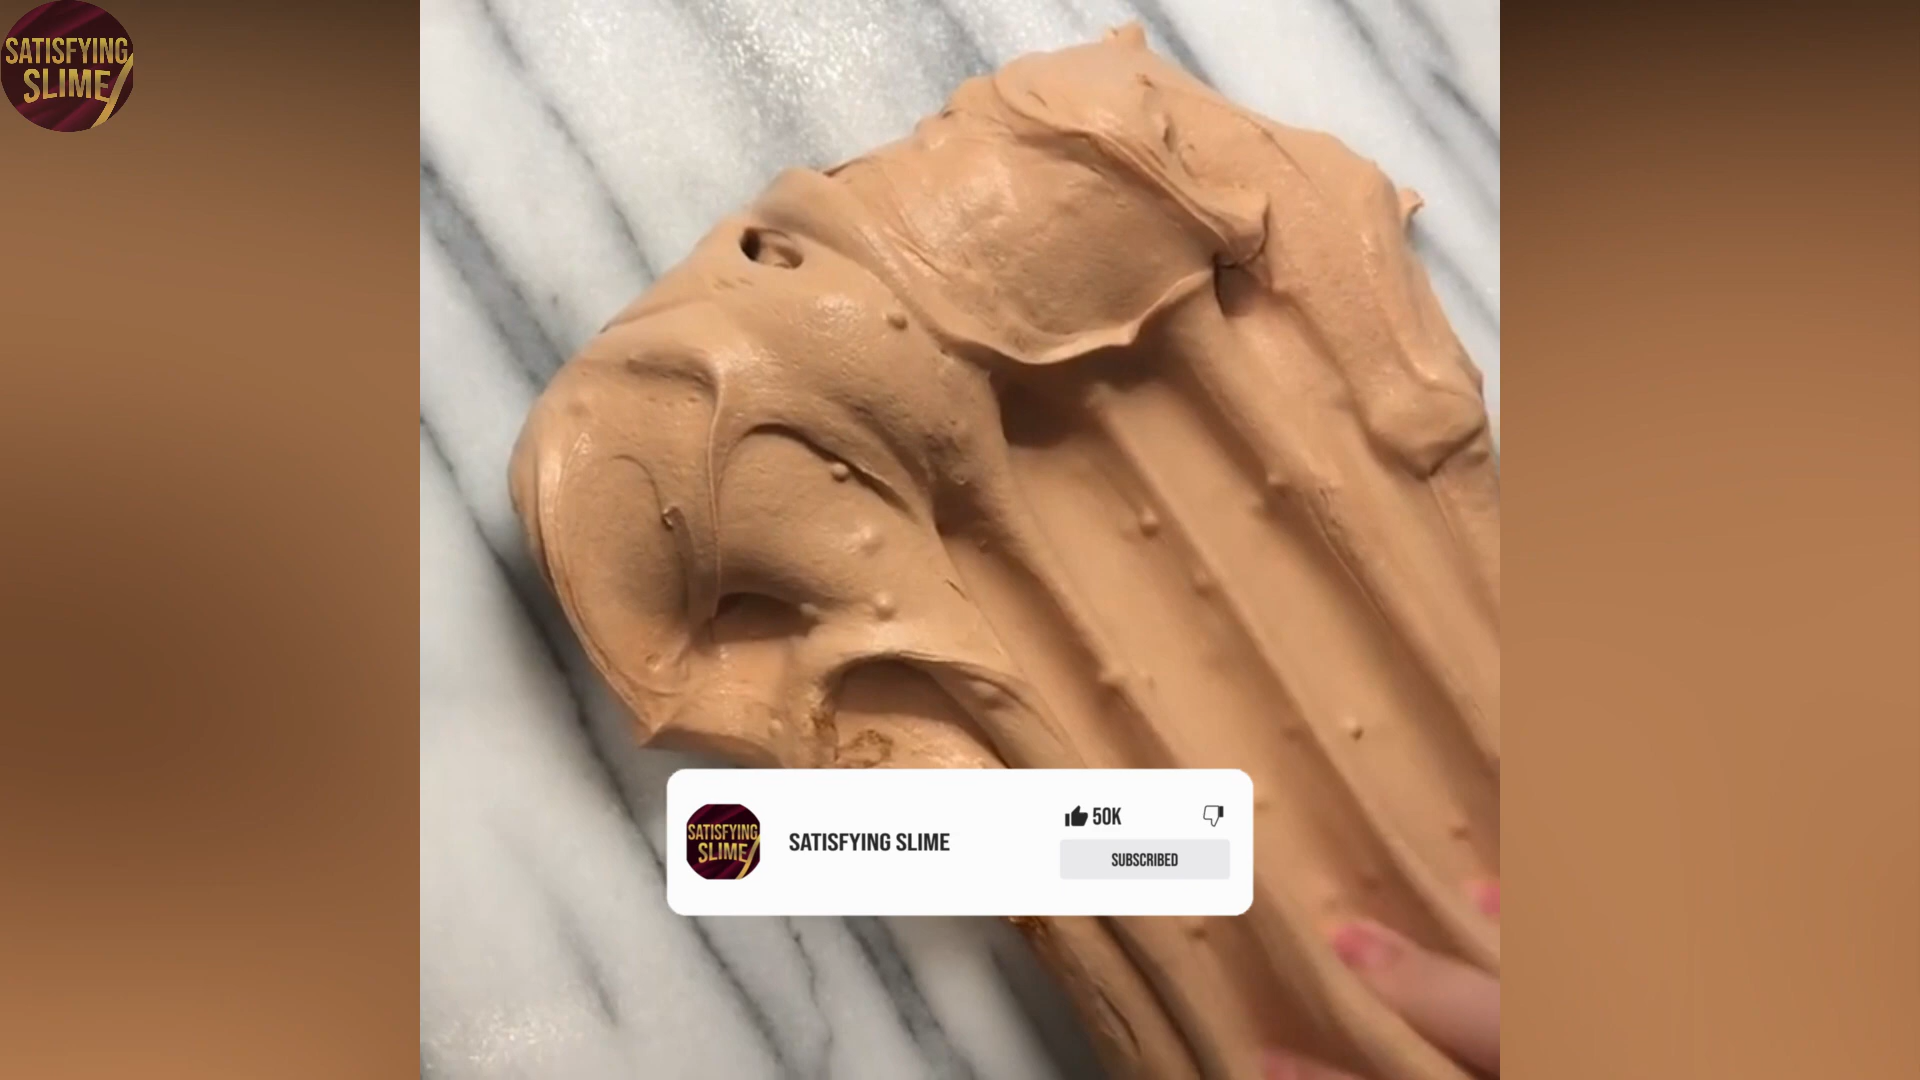 SATISFYING
SLIME
SATISFYING
SLIME
SATISFYING SLIME
50K
SUBSCRIBED